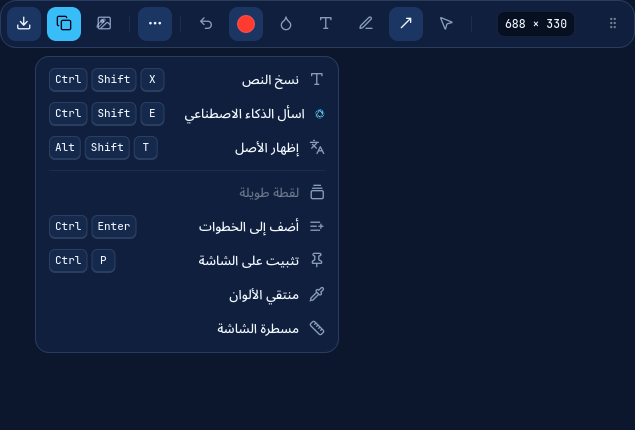 688 × 330
نسخ النص Ctrl Shift X
اسأل الذكاء الاصطناعي Ctrl Shift E
إظهار الأصل Alt Shift T
لقطة طويلة
أضف إلى الخطوات Ctrl Enter
تثبيت على الشاشة Ctrl P
منتقي الألوان
مسطرة الشاشة